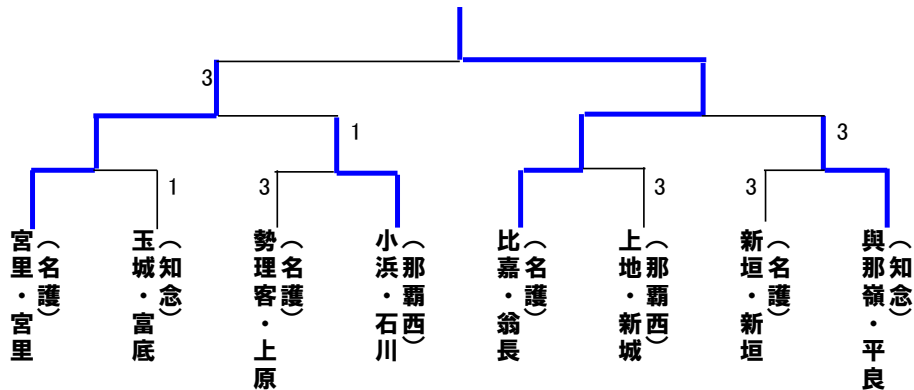 3
1
3
1
3
3
3
宮里・宮里
（名護）
玉城・富底
（知念）
勢理客・上原
（名護）
小浜・石川
（那覇西）
比嘉・翁長
（名護）
上地・新城
（那覇西）
新垣・新垣
（名護）
與那嶺・平良
（知念）